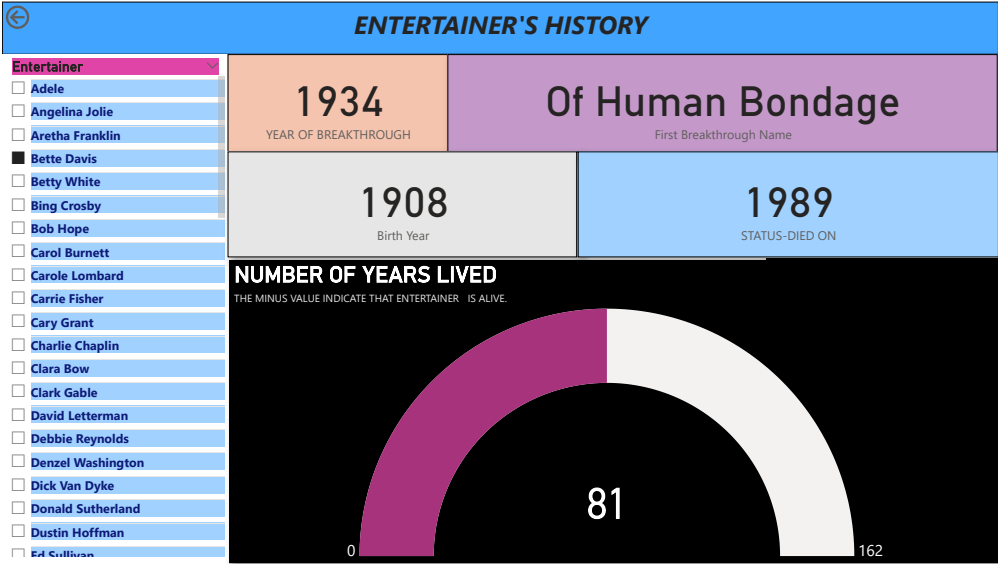 ENTERTAINER'S HISTORY
Entertainer
Adele
Angelina Jolie
Aretha Franklin
Bette Davis
Betty White
Bing Crosby
Bob Hope
Carol Burnett
Carole Lombard
Carrie Fisher
Cary Grant
Charlie Chaplin
Clara Bow
Clark Gable
David Letterman
Debbie Reynolds
Denzel Washington
Dick Van Dyke
Donald Sutherland
Dustin Hoffman
Ed Sullivan
1934
YEAR OF BREAKTHROUGH
Of Human Bondage
First Breakthrough Name
1908
Birth Year
1989
STATUS-DIED ON
NUMBER OF YEARS LIVED
THE MINUS VALUE INDICATE THAT ENTERTAINER IS ALIVE.
81
0
162